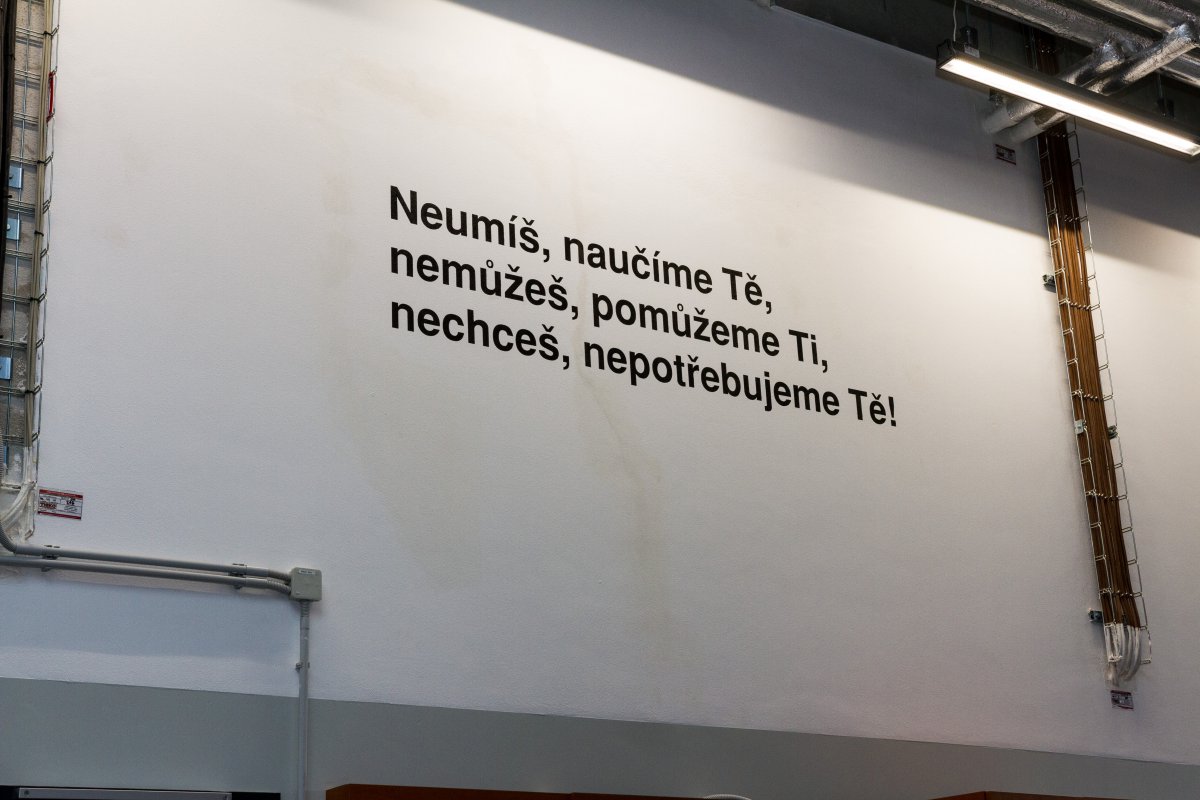 Neumíš, naučíme Tě,
nemůžeš, pomůžeme Ti,
nechceš, nepotřebujeme Tě!